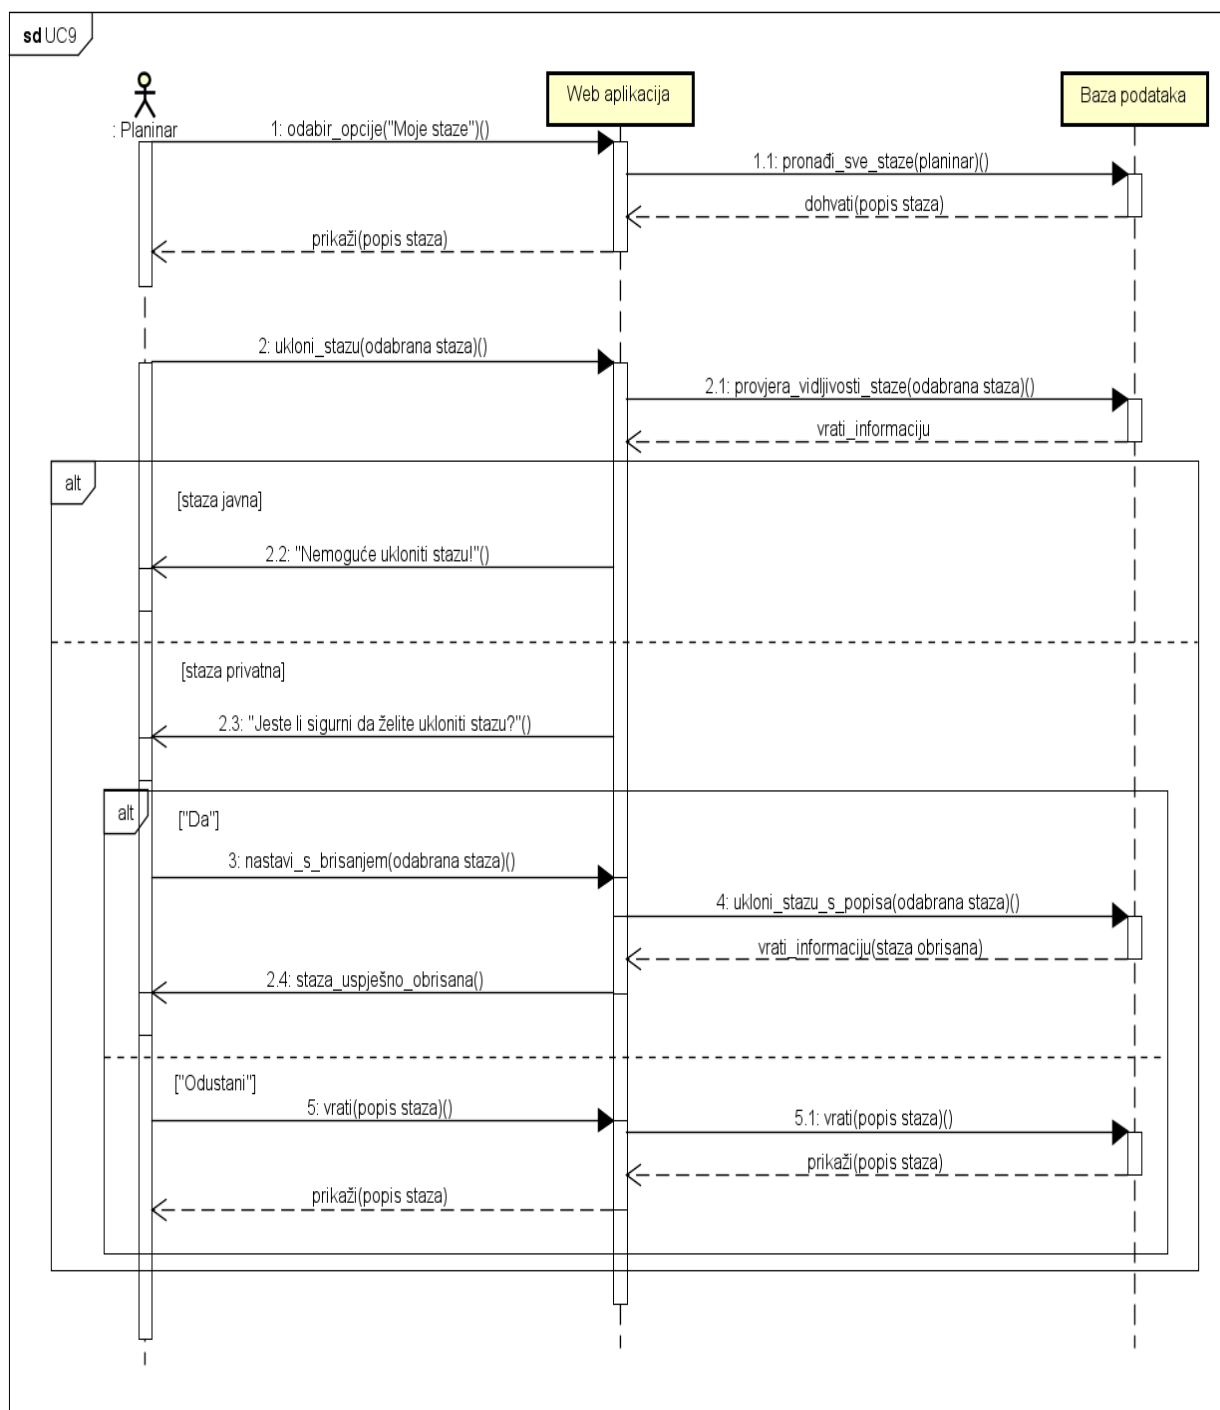 sd UC9
Web aplikacija
Baza podataka
: Planinar
1: odabir_opcije("Moje staze")()
1.1: pronađi_sve_staze(planinar)()
dohvati(popis staza)
prikaži(popis staza)
2: ukloni_stazu(odabrana staza)()
2.1: provjera_vidljivosti_staze(odabrana staza)()
vrati_informaciju
alt
[staza javna]
2.2: "Nemoguće ukloniti stazu!"()
[staza privatna]
2.3: "Jeste li sigurni da želite ukloniti stazu?"()
alt
["Da"]
3: nastavi_s_brisanjem(odabrana staza)()
4: ukloni_stazu_s_popisa(odabrana staza)()
vrati_informaciju(staza obrisana)
2.4: staza_uspješno_obrisana()
["Odustani"]
5: vrati(popis staza)()
5.1: vrati(popis staza)()
prikaži(popis staza)
prikaži(popis staza)